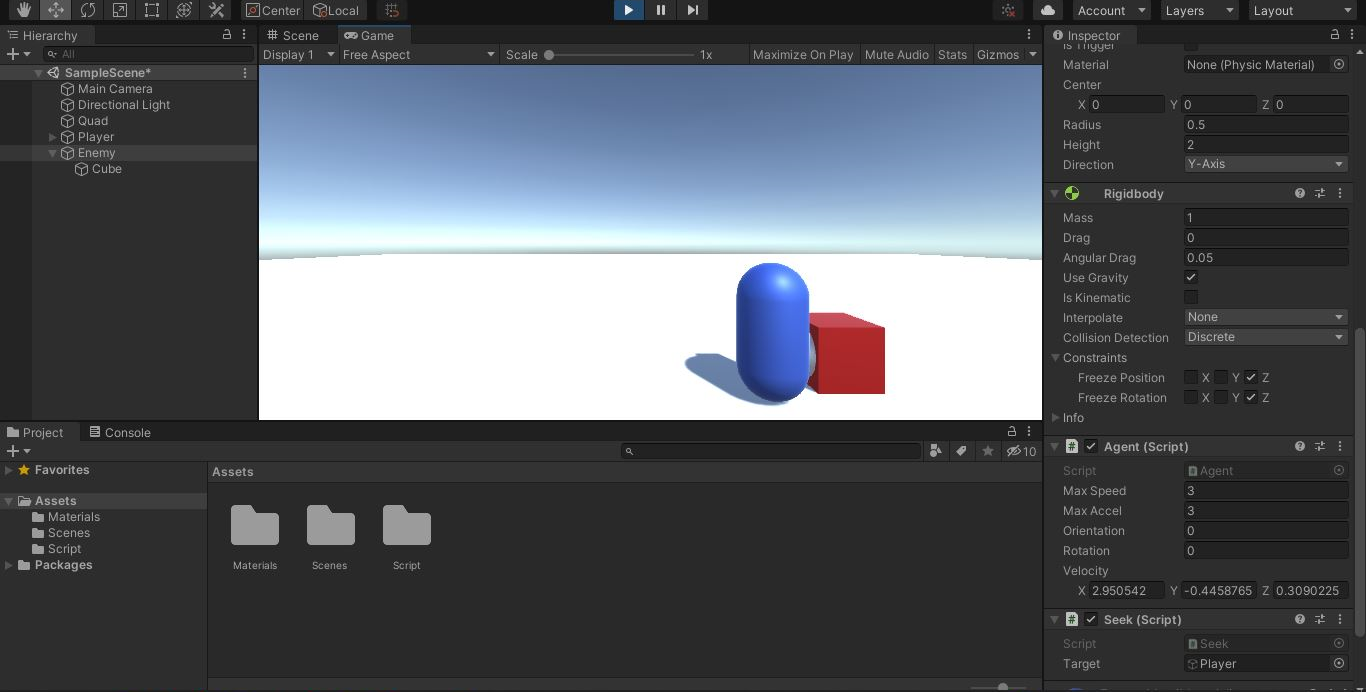 Center Local Account Layers Layout
Hierarchy
All
SampleScene*
Main Camera
Directional Light
Quad
Player
Enemy
Cube
Scene Game
Display 1 Free Aspect Scale 1x Maximize On Play Mute Audio Stats Gizmos
Inspector
Is Trigger
Material None (Physic Material)
Center
X 0 Y 0 Z 0
Radius 0.5
Height 2
Direction Y-Axis
Rigidbody
Mass 1
Drag 0
Angular Drag 0.05
Use Gravity
Is Kinematic
Interpolate None
Collision Detection Discrete
Constraints
Freeze Position X Y Z
Freeze Rotation X Y Z
Info
Agent (Script)
Script Agent
Max Speed 3
Max Accel 3
Orientation 0
Rotation 0
Velocity
X 2.950542 Y -0.4458765 Z 0.3090225
Seek (Script)
Script Seek
Target Player
Project Console
10
Favorites
Assets
Materials
Scenes
Script
Packages
Assets
Materials Scenes Script